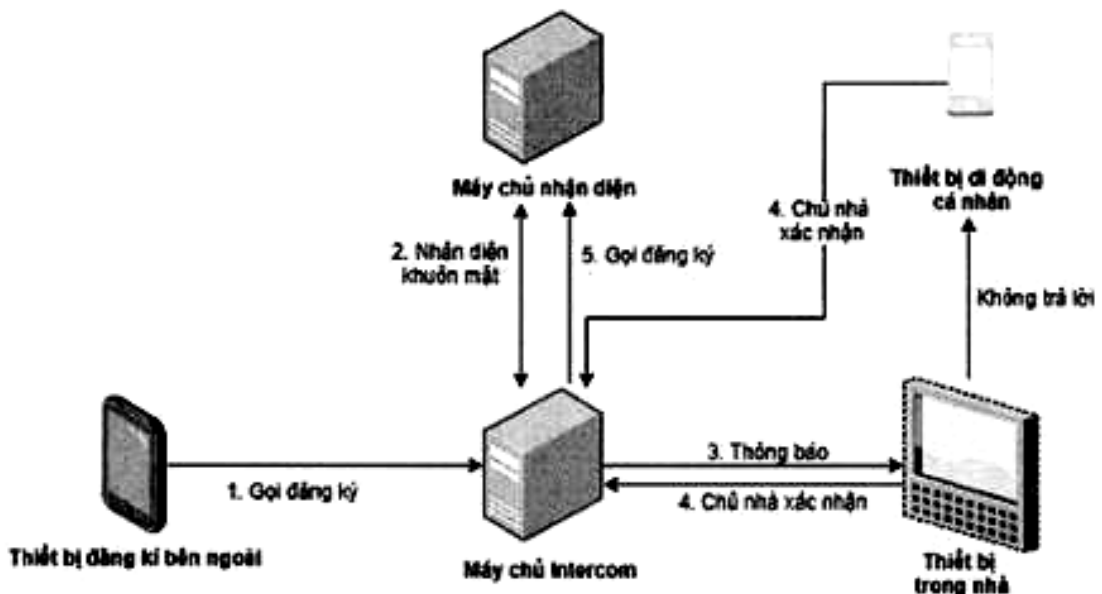 Máy chủ nhận diện
Thiết bị di động
cá nhân
4. Chủ nhà
xác nhận
2. Nhận diện
khuôn mặt
5. Gọi đăng ký
Không trả lời
1. Gọi đăng ký
3. Thông báo
4. Chủ nhà xác nhận
Thiết bị đăng kí bên ngoài
Máy chủ Intercom
Thiết bị
trong nhà